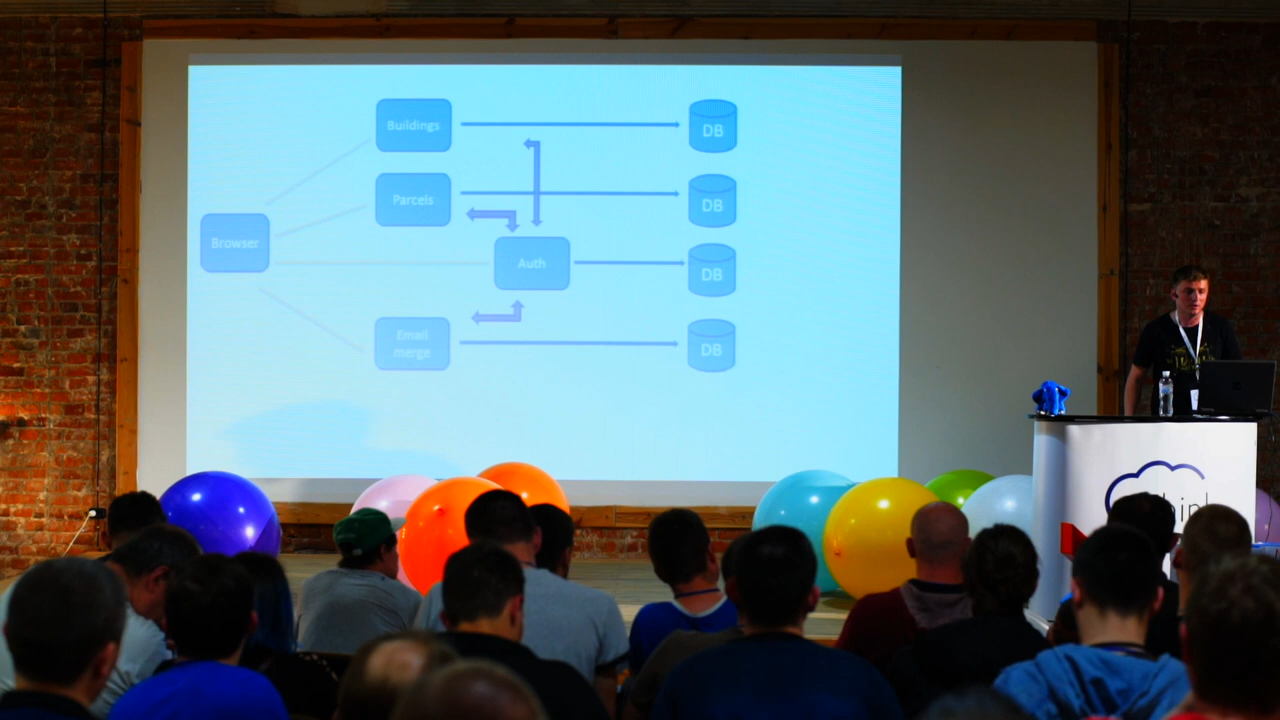 Buildings
DB
Parcels
DB
Browser
Auth
DB
Email
merge
DB